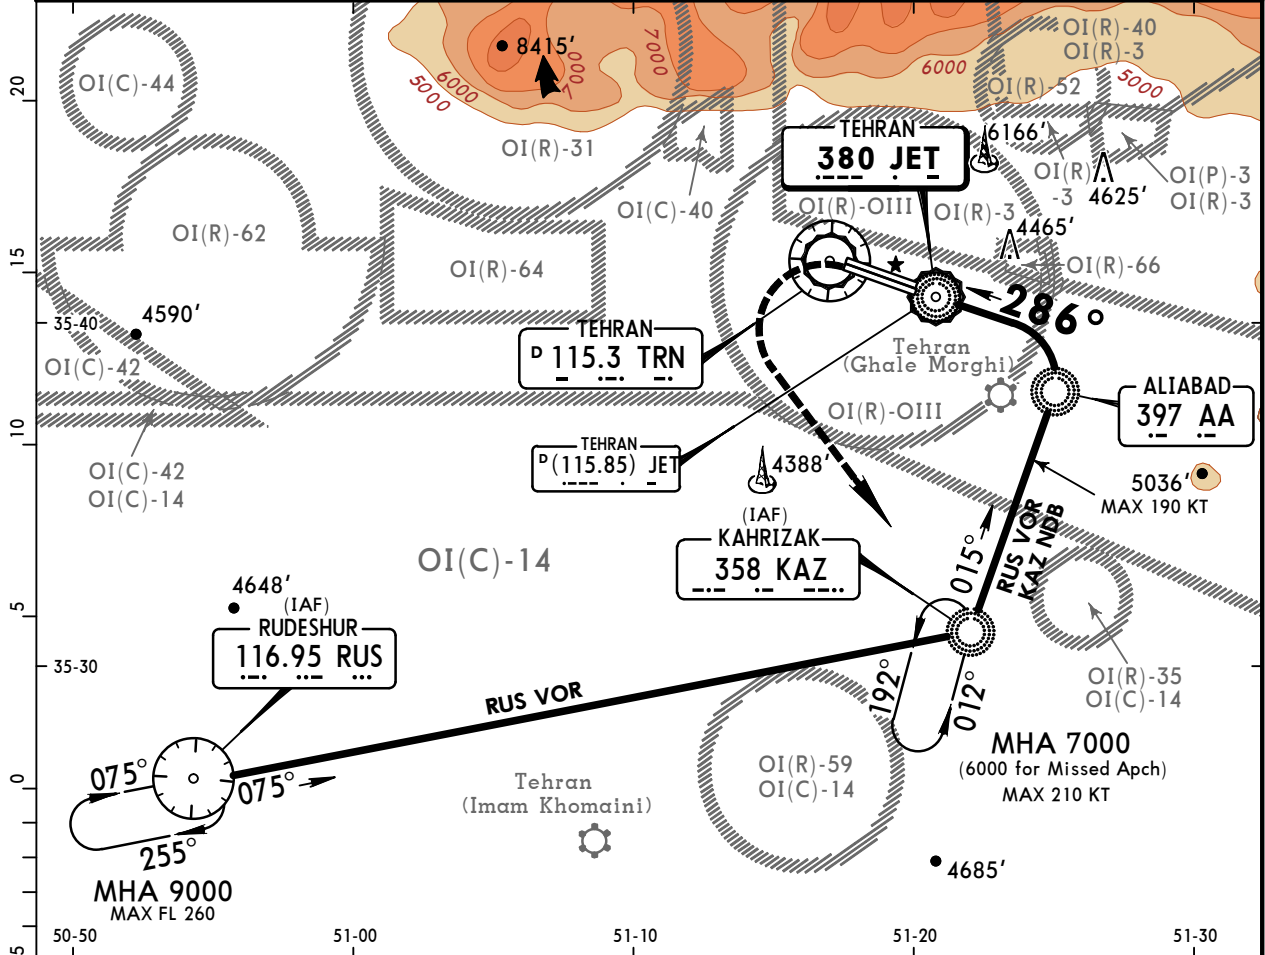 8415'
7000
7000
6000
5000
6000
5000
OI(R)-40
OI(R)-3
OI(R)-52
OI(C)-44
20
OI(R)-31
TEHRAN
380 JET
6166'
OI(R)
-3
4625'
OI(P)-3
OI(R)-3
OI(C)-40
OI(R)-OIII
OI(R)-3
4465'
OI(R)-66
OI(R)-62
OI(R)-64
15
4590'
35-40
286°
TEHRAN
D 115.3 TRN
Tehran
(Ghale Morghi)
OI(C)-42
OI(R)-OIII
ALIABAD
397 AA
10
TEHRAN
D (115.85) JET
4388'
OI(C)-42
OI(C)-14
5036'
MAX 190 KT
(IAF)
KAHRIZAK
358 KAZ
015°
RUS VOR
KAZ NDB
OI(C)-14
4648'
(IAF)
RUDESHUR
116.95 RUS
5
35-30
OI(R)-35
OI(C)-14
192°
012°
RUS VOR
MHA 7000
(6000 for Missed Apch)
MAX 210 KT
OI(R)-59
OI(C)-14
075°
075°
0
Tehran
(Imam Khomaini)
255°
MHA 9000
MAX FL 260
4685'
5
50-50
51-00
51-10
51-20
51-30